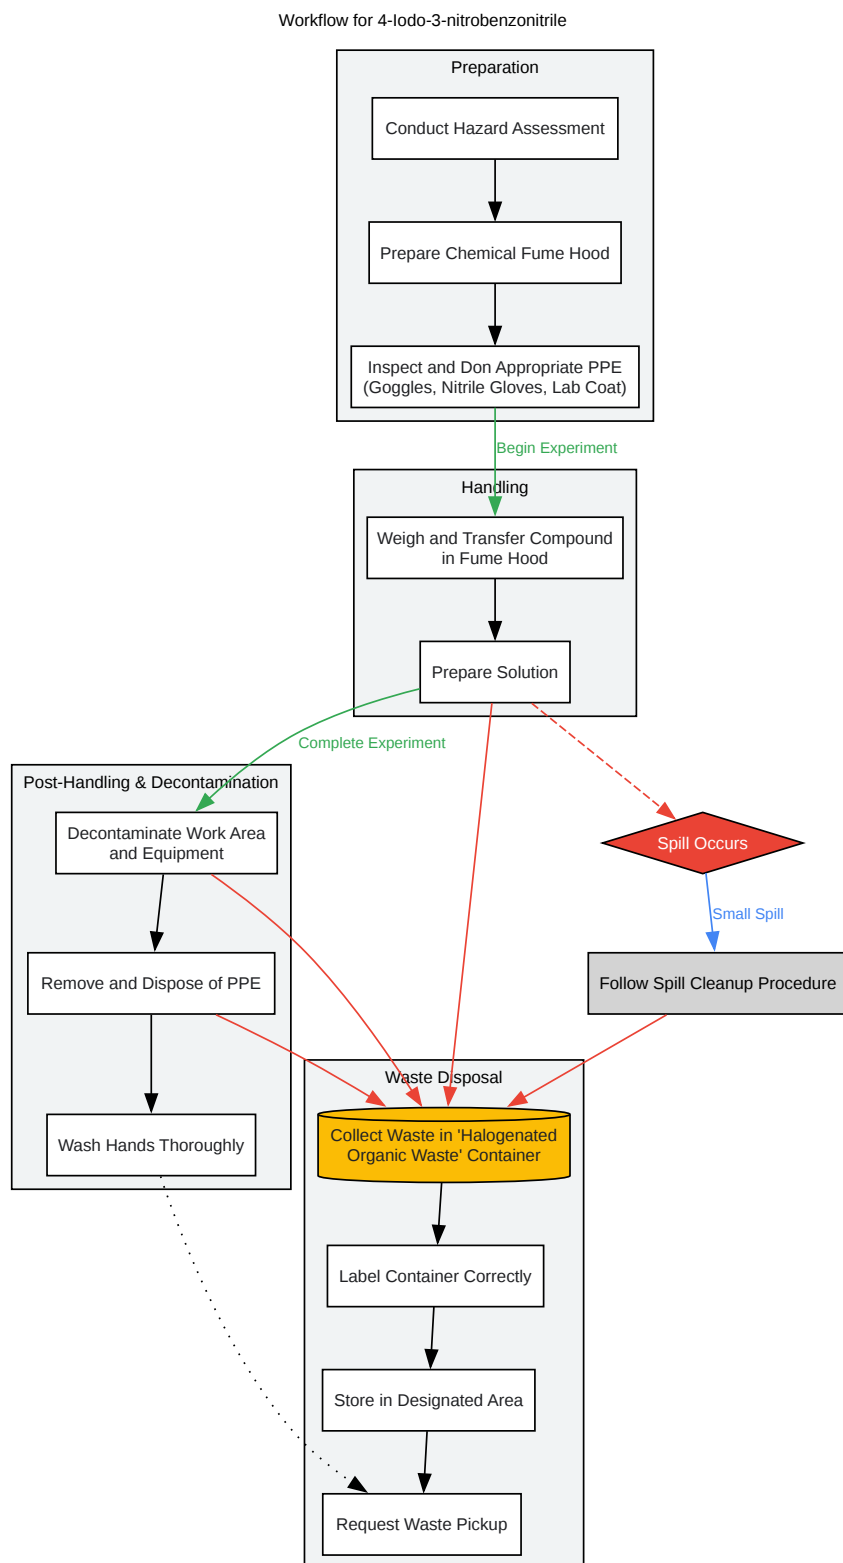 Workflow for 4-Iodo-3-nitrobenzonitrile
Preparation
Conduct Hazard Assessment
Prepare Chemical Fume Hood
Inspect and Don Appropriate PPE
(Goggles, Nitrile Gloves, Lab Coat)
Begin Experiment
Handling
Weigh and Transfer Compound
in Fume Hood
Prepare Solution
Complete Experiment
Post-Handling & Decontamination
Decontaminate Work Area
and Equipment
Spill Occurs
Small Spill
Remove and Dispose of PPE
Follow Spill Cleanup Procedure
Waste Disposal
Collect Waste in 'Halogenated
Organic Waste' Container
Wash Hands Thoroughly
Label Container Correctly
Store in Designated Area
Request Waste Pickup